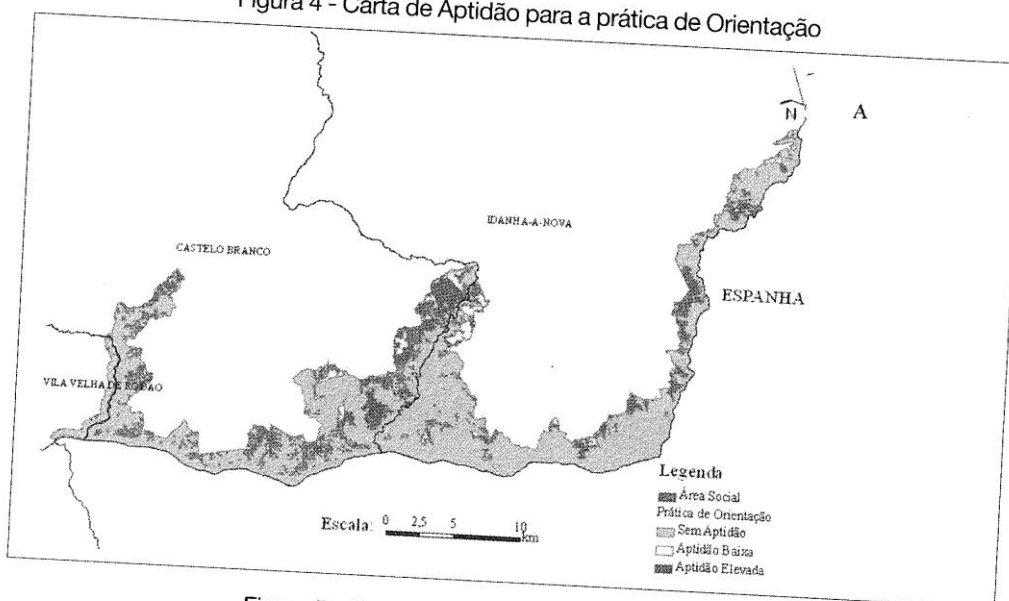 Figura 4 - Carta de Aptidão para a prática de Orientação
N
A
IDANHA-A-NOVA
CASTELO BRANCO
ESPANHA
VILA VELHA DE RODAO
Legenda
Área Social
Prática de Orientação
Sem Aptidão
Aptidão Baixa
Aptidão Elevada
Escala: 0 2,5 5 10
km